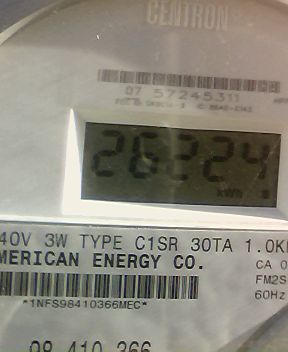 CENTRON
07 57245311
26224
kWh
40V 3W TYPE C1SR 30TA 1.0K
MERICAN ENERGY CO.
CA 0
FM2S
*1NFS98410366MEC*
60Hz
98 410 366